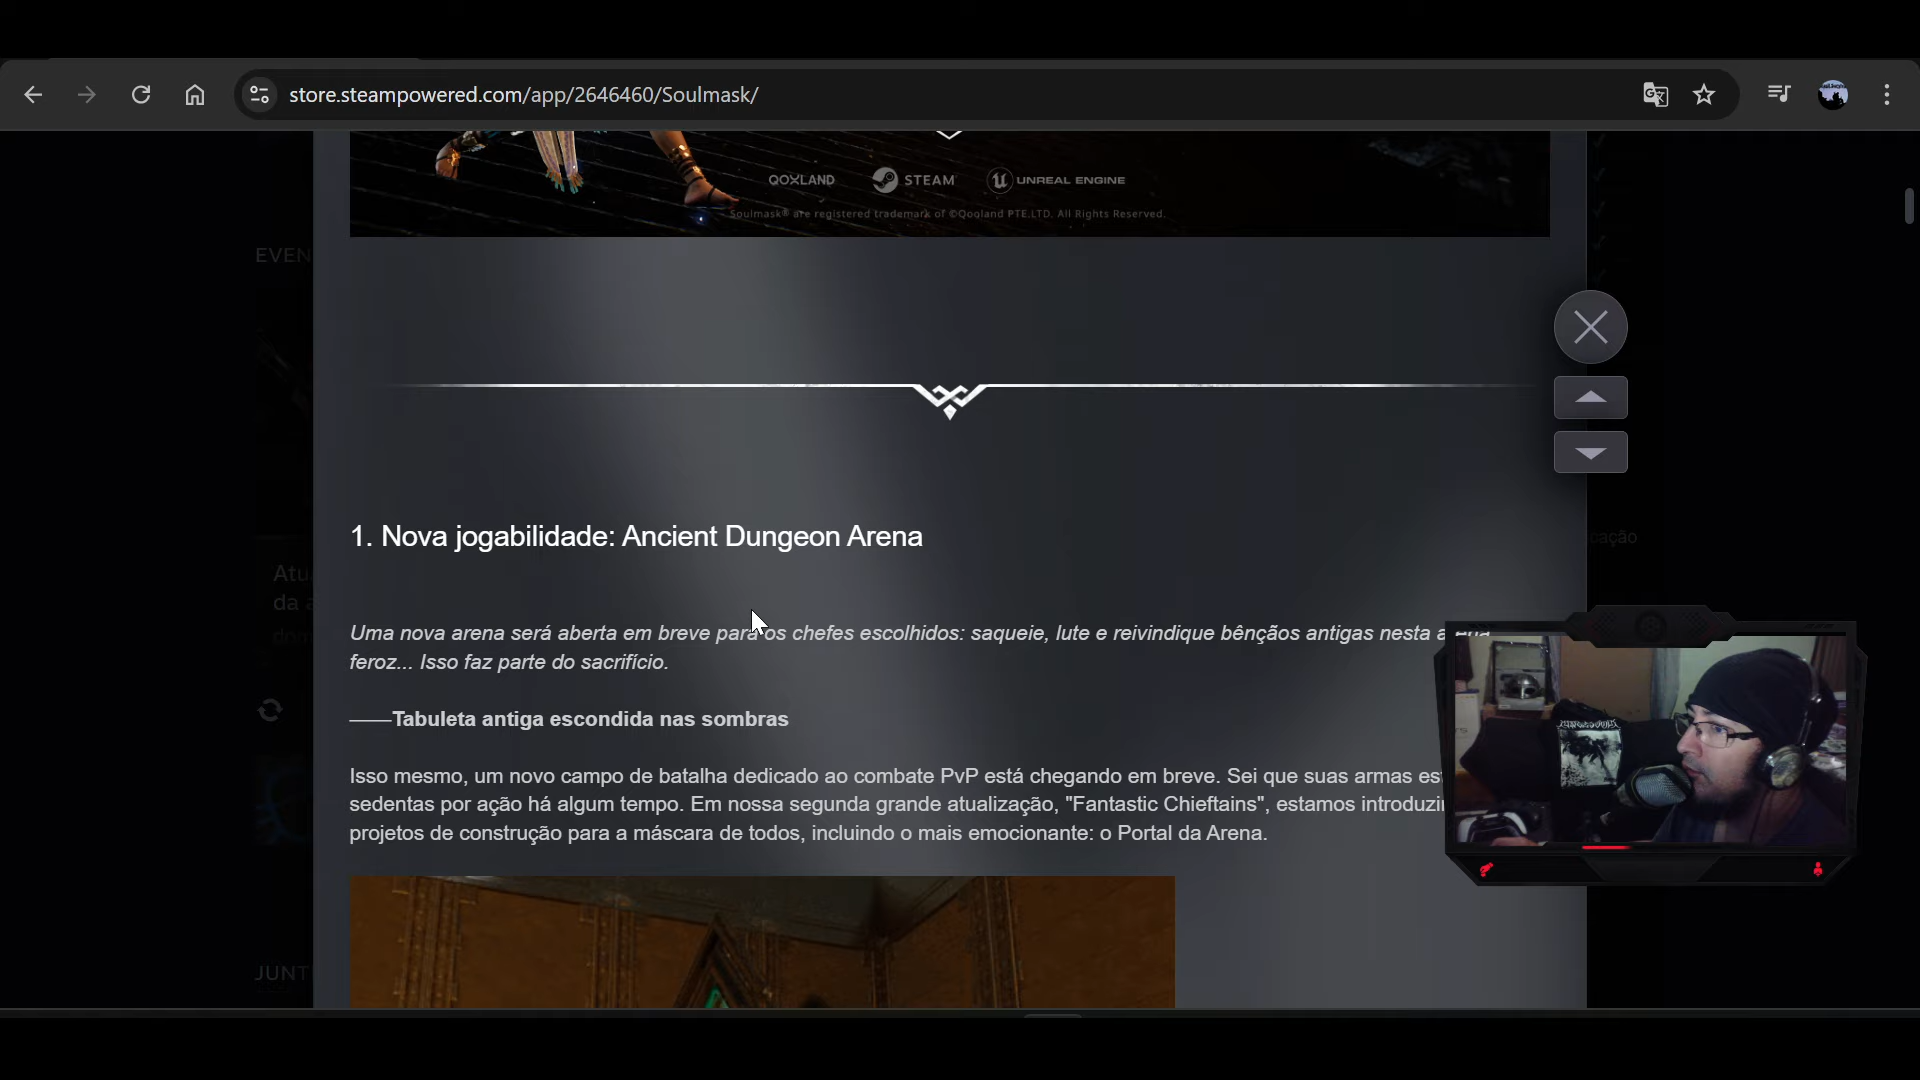 store.steampowered.com/app/2646460/Soulmask/
QOOLAND STEAM UNREAL ENGINE
Soulmask® are registered trademark of ©Qooland PTE.LTD. All Rights Reserved.
EVEN
1. Nova jogabilidade: Ancient Dungeon Arena
cação
Atu
da a
Uma nova arena será aberta em breve para os chefes escolhidos: saqueie, lute e reivindique bênçãos antigas nesta arena
feroz... Isso faz parte do sacrifício.
——Tabuleta antiga escondida nas sombras
Isso mesmo, um novo campo de batalha dedicado ao combate PvP está chegando em breve. Sei que suas armas es
sedentas por ação há algum tempo. Em nossa segunda grande atualização, "Fantastic Chieftains", estamos introduzi
projetos de construção para a máscara de todos, incluindo o mais emocionante: o Portal da Arena.
JUNT